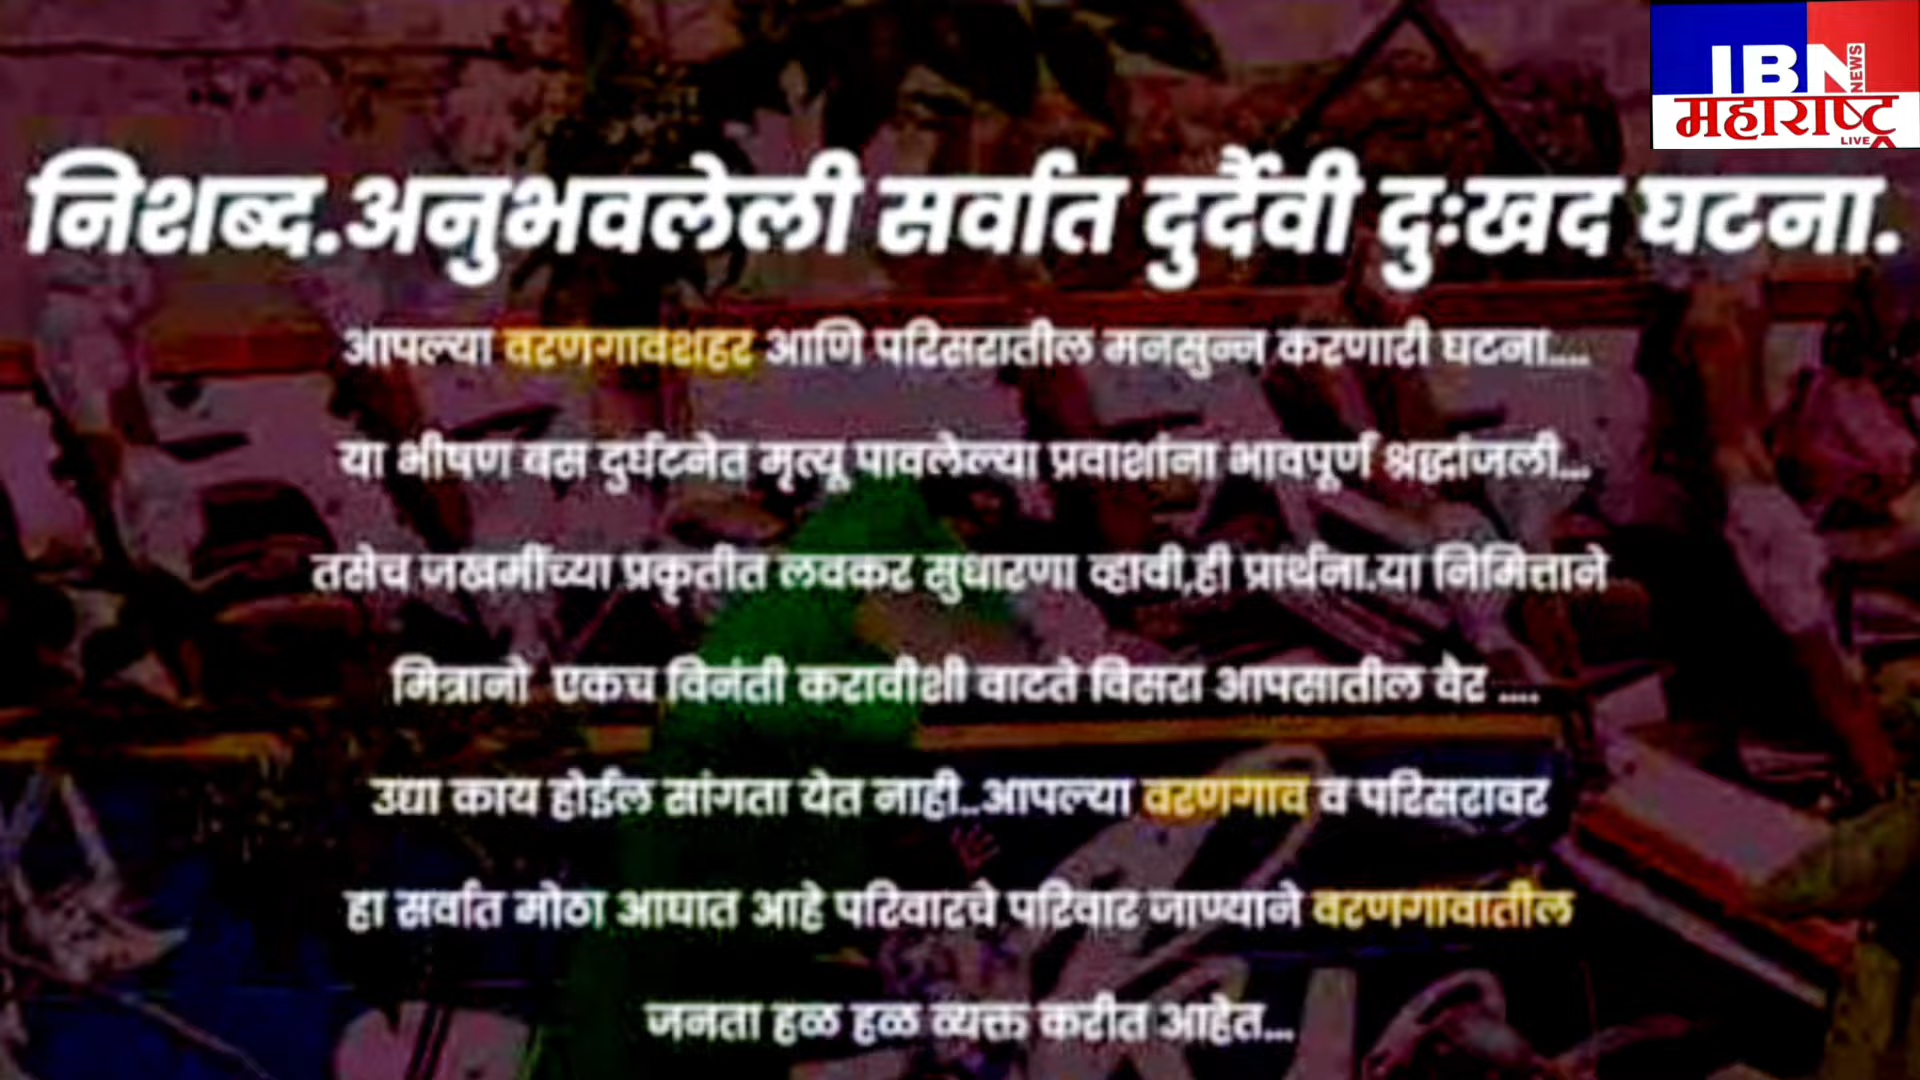 IBN NEWS
महाराष्ट्र
LIVE
निशब्द.अनुभवलेली सर्वात दुर्दैवी दुःखद घटना.
आपल्या वरणगावशहर आणि परिसरातील मनसुन्न करणारी घटना....
या भीषण बस दुर्घटनेत मृत्यू पावलेल्या प्रवाशांना भावपूर्ण श्रद्धांजली...
तसेच जखमींच्या प्रकृतीत लवकर सुधारणा व्हावी,ही प्रार्थना.या निमित्ताने
मित्रानो एकच विनंती करावीशी वाटते विसरा आपसातील वैर ....
उद्या काय होईल सांगता येत नाही..आपल्या वरणगाव व परिसरावर
हा सर्वात मोठा आघात आहे परिवारचे परिवार जाण्याने वरणगावातील
जनता हळ हळ व्यक्त करीत आहेत...